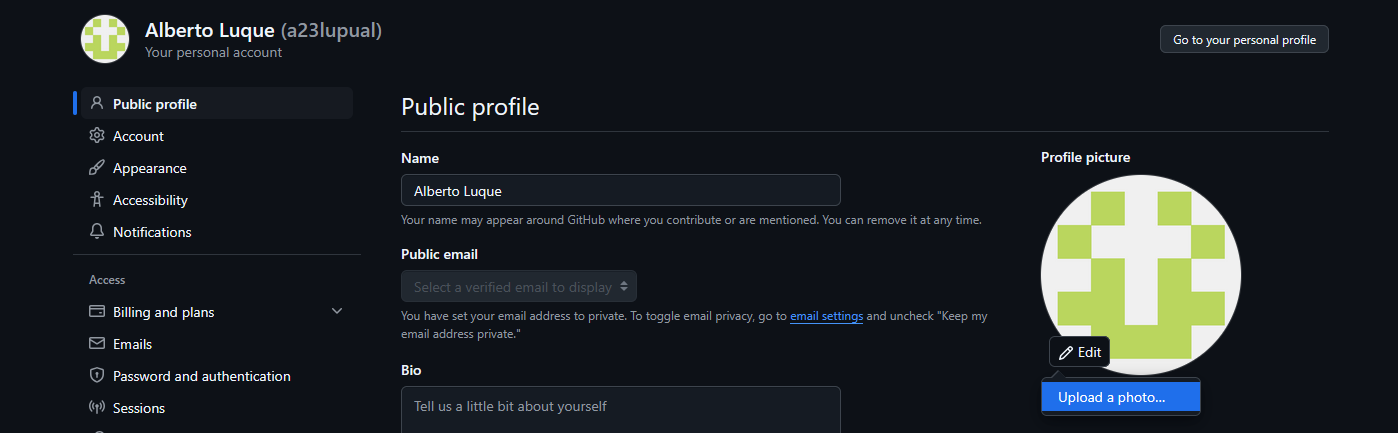 Alberto Luque (a23lupual)
Your personal account
Go to your personal profile
Public profile
Account
Appearance
Accessibility
Notifications
Access
Billing and plans
Emails
Password and authentication
Sessions
Public profile
Name
Alberto Luque
Your name may appear around GitHub where you contribute or are mentioned. You can remove it at any time.
Public email
Select a verified email to display
You have set your email address to private. To toggle email privacy, go to email settings and uncheck "Keep my
email address private."
Bio
Tell us a little bit about yourself
Profile picture
Edit
Upload a photo...